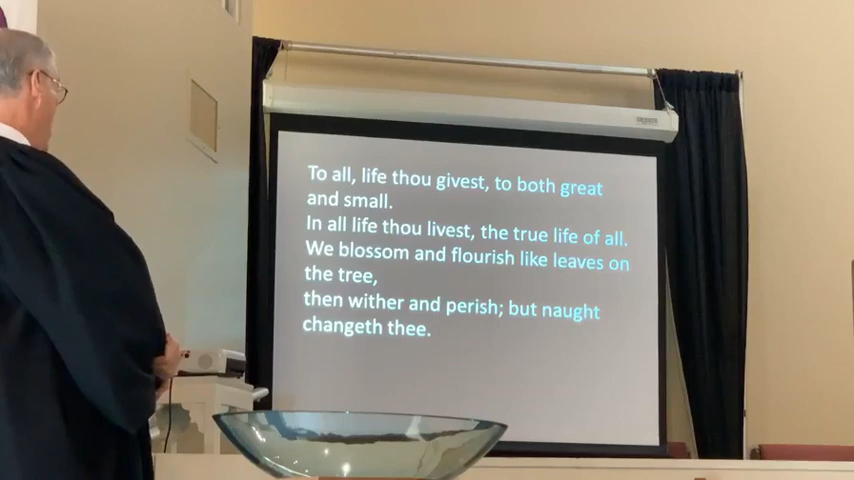 To all, life thou givest, to both great
and small.
In all life thou livest, the true life of all.
We blossom and flourish like leaves on
the tree,
then wither and perish; but naught
changeth thee.